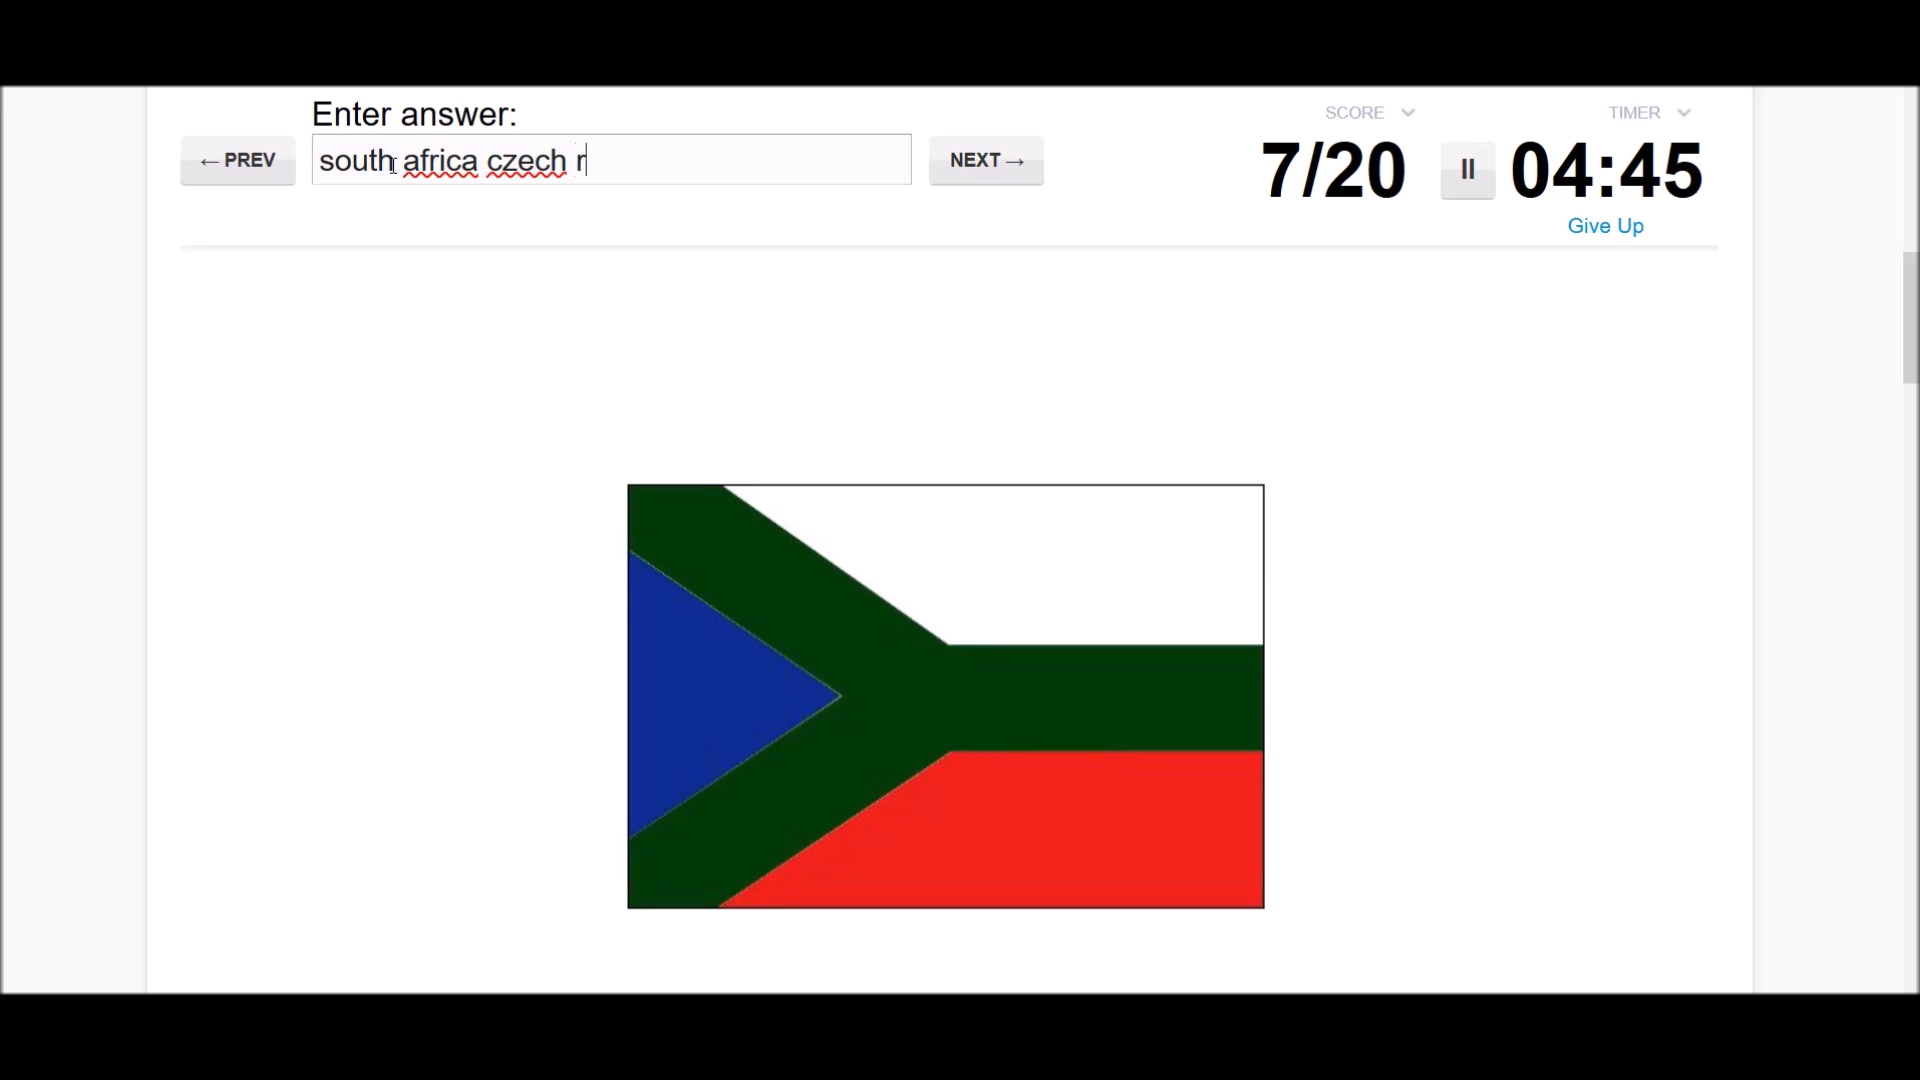 Enter answer:
SCORE
TIMER
← PREV
south africa czech r
NEXT →
7/20
04:45
Give Up